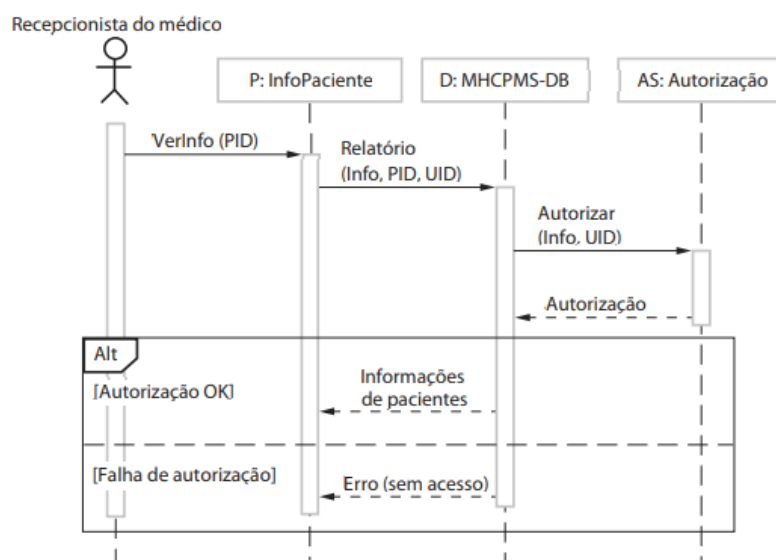 Recepcionista do médico
P: InfoPaciente
D: MHCPMS-DB
AS: Autorização
VerInfo (PID)
Relatório
(Info, PID, UID)
Autorizar
(Info, UID)
Autorização
Alt
[Autorização OK]
Informações
de pacientes
[Falha de autorização]
Erro (sem acesso)